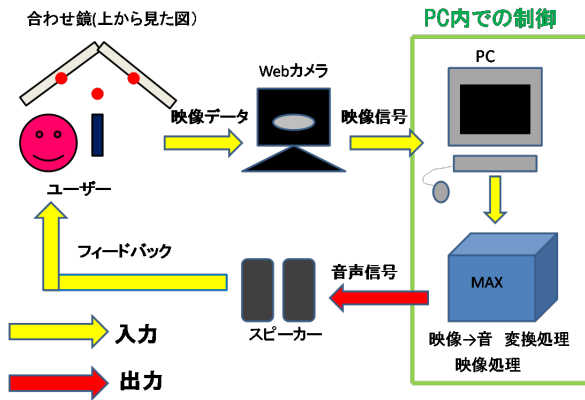 合わせ鏡(上から見た図）
PC内での制御
Webカメラ
PC
映像データ
映像信号
ユーザー
フィードバック
音声信号
MAX
スピーカー
映像→音　変換処理
映像処理
入力
出力